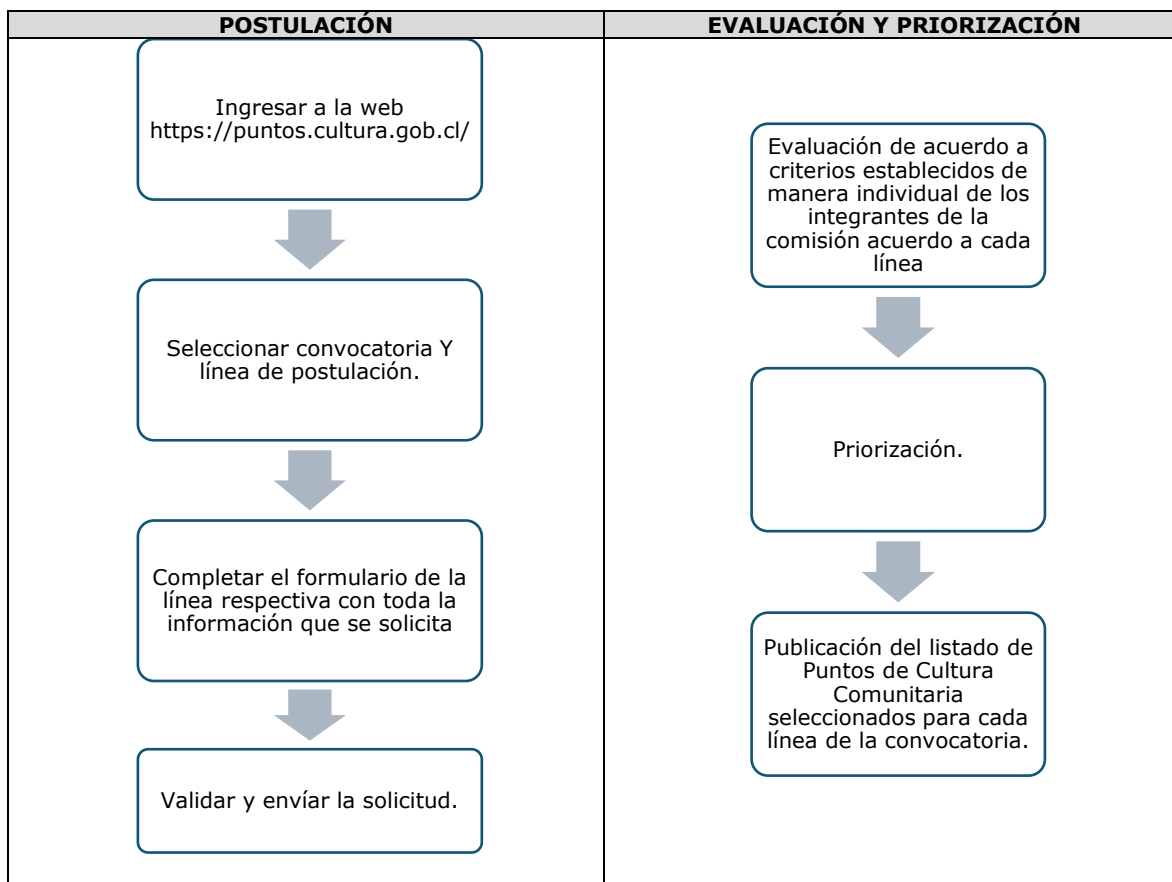 POSTULACIÓN
Ingresar a la web
https://puntos.cultura.gob.cl/
Seleccionar convocatoria Y
línea de postulación.
Completar el formulario de la
línea respectiva con toda la
información que se solicita
Validar y envíar la solicitud.
EVALUACIÓN Y PRIORIZACIÓN
Evaluación de acuerdo a
criterios establecidos de
manera individual de los
integrantes de la
comisión acuerdo a cada
línea
Priorización.
Publicación del listado de
Puntos de Cultura
Comunitaria
seleccionados para cada
línea de la convocatoria.